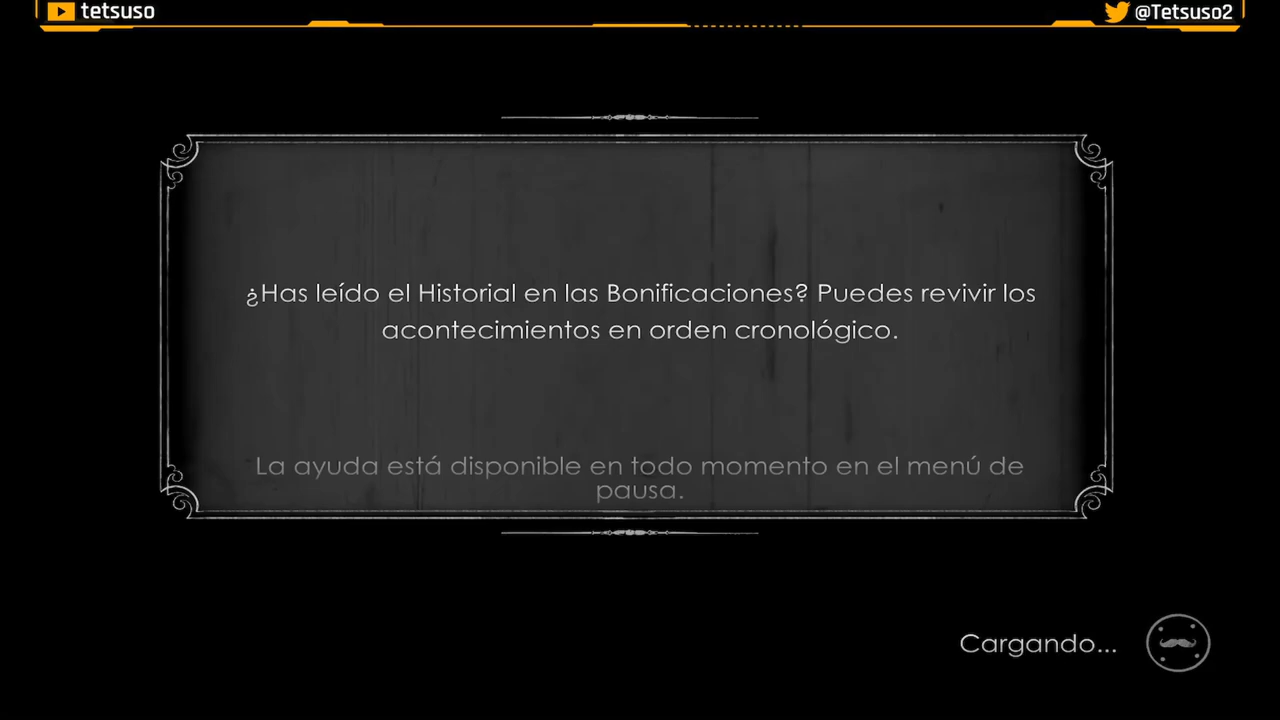 tetsuso
@Tetsuso2
¿Has leído el Historial en las Bonificaciones? Puedes revivir los
acontecimientos en orden cronológico.
La ayuda está disponible en todo momento en el menú de
pausa.
Cargando...